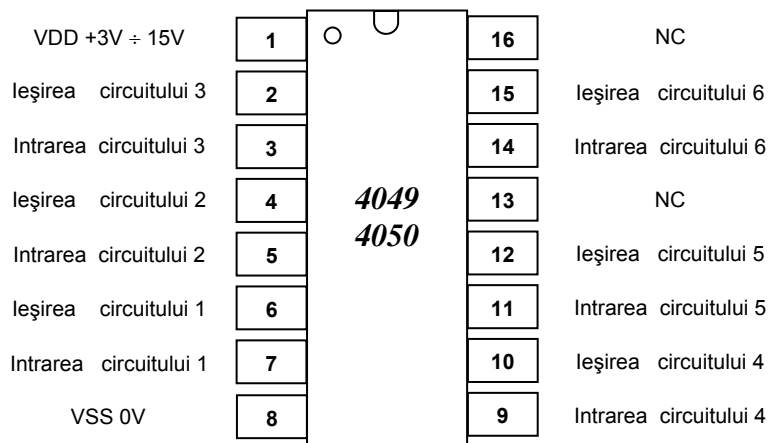 VDD +3V ÷ 15V 1 16 NC
Ieşirea circuitului 3 2 15 Ieşirea circuitului 6
Intrarea circuitului 3 3 14 Intrarea circuitului 6
Ieşirea circuitului 2 4 4049 13 NC
4050
Intrarea circuitului 2 5 12 Ieşirea circuitului 5
Ieşirea circuitului 1 6 11 Intrarea circuitului 5
Intrarea circuitului 1 7 10 Ieşirea circuitului 4
VSS 0V 8 9 Intrarea circuitului 4